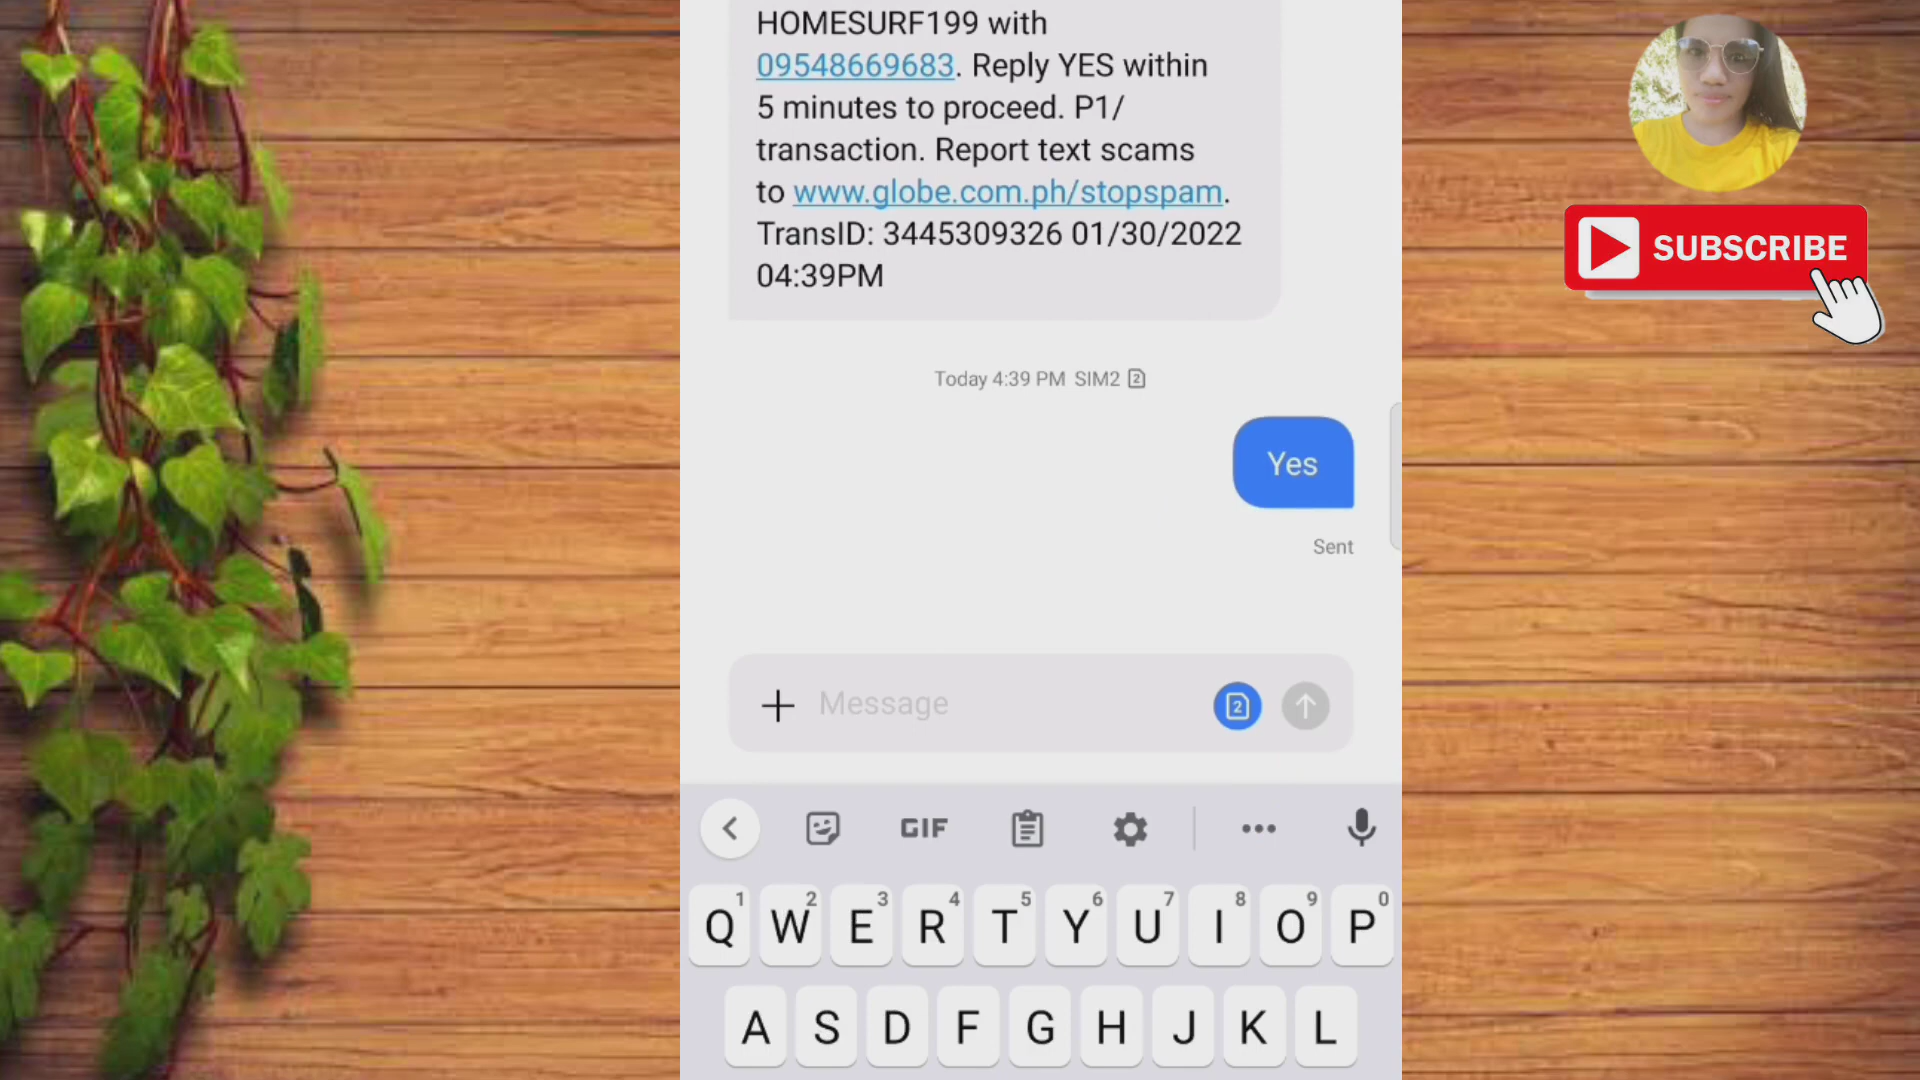 HOMESURF199 with
09548669683. Reply YES within
5 minutes to proceed. P1/
transaction. Report text scams
to www.globe.com.ph/stopspam.
TransID: 3445309326 01/30/2022
04:39PM
SUBSCRIBE
Today 4:39 PM SIM2 2
Yes
Sent
Message 2
GIF
1 2 3 4 5 6 7 8 9 0
Q W E R T Y U I O P
A S D F G H J K L